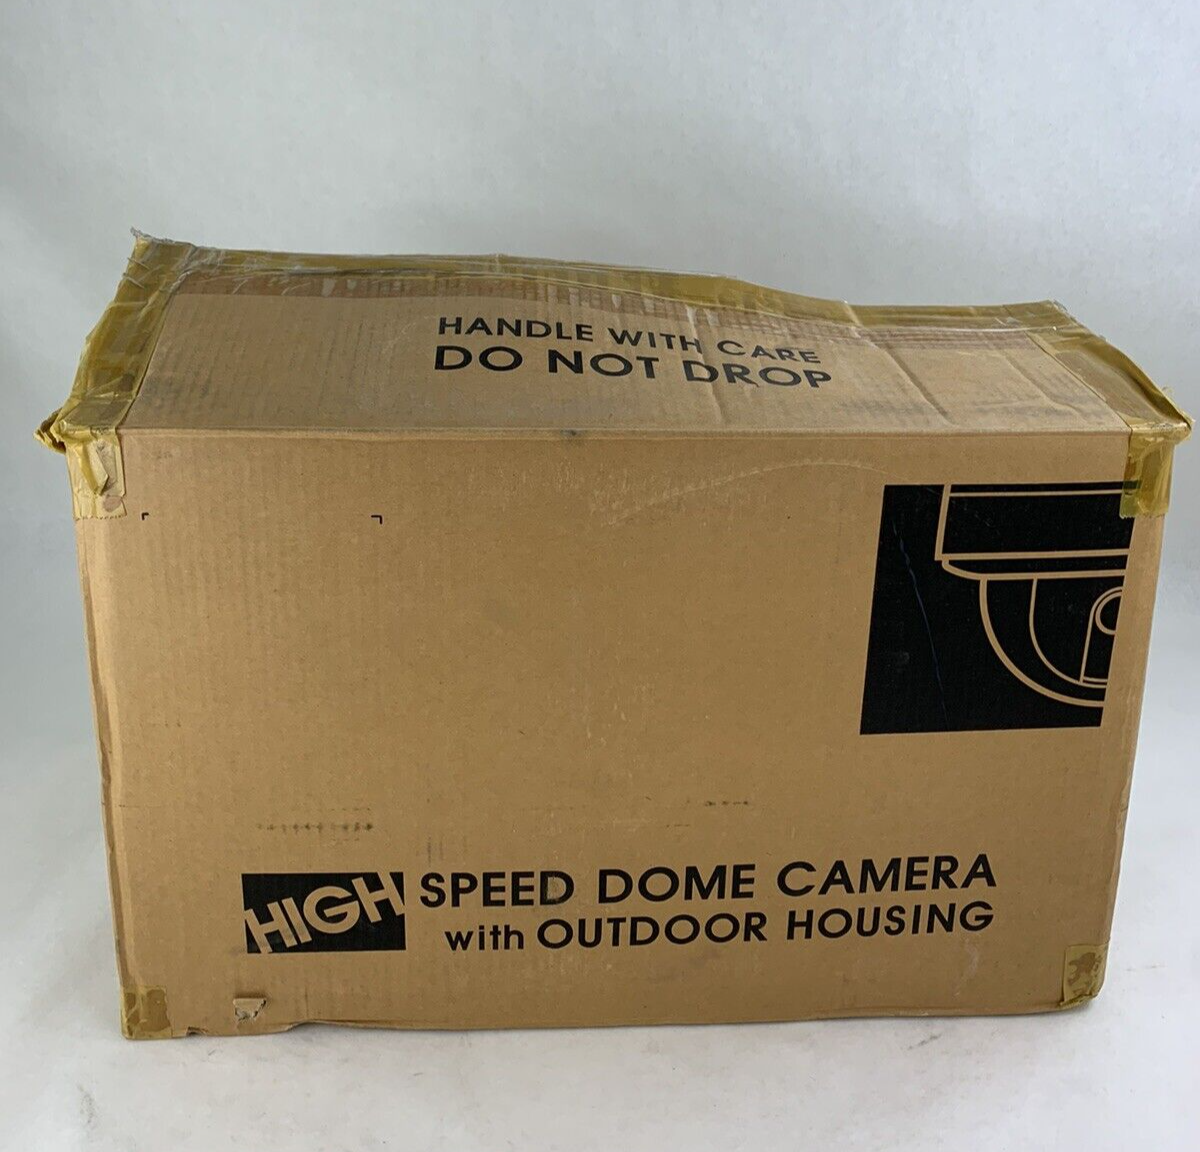 HANDLE WITH CARE
DO NOT DROP
HIGH SPEED DOME CAMERA
with OUTDOOR HOUSING